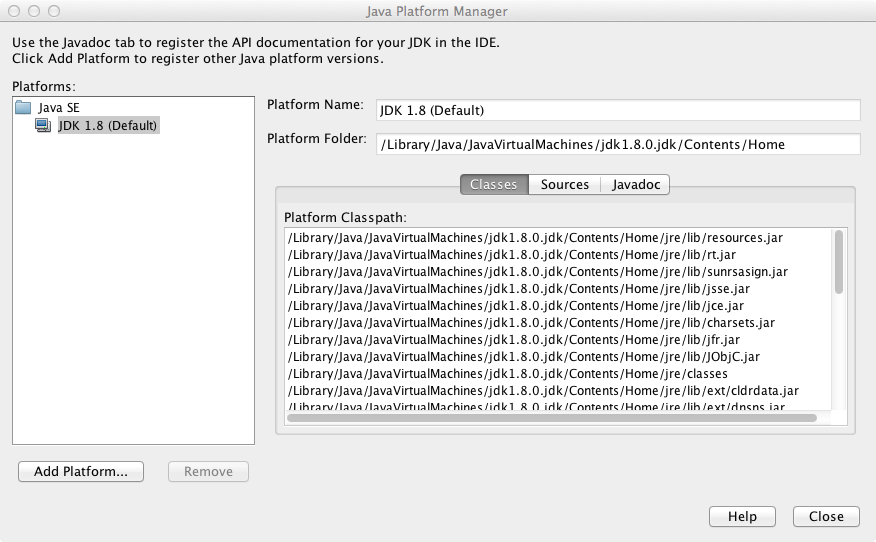 Java Platform Manager
Use the Javadoc tab to register the API documentation for your JDK in the IDE.
Click Add Platform to register other Java platform versions.
Platforms:
Java SE
JDK 1.8 (Default)
Platform Name: JDK 1.8 (Default)
Platform Folder: /Library/Java/JavaVirtualMachines/jdk1.8.0.jdk/Contents/Home
Classes Sources Javadoc
Platform Classpath:
/Library/Java/JavaVirtualMachines/jdk1.8.0.jdk/Contents/Home/jre/lib/resources.jar
/Library/Java/JavaVirtualMachines/jdk1.8.0.jdk/Contents/Home/jre/lib/rt.jar
/Library/Java/JavaVirtualMachines/jdk1.8.0.jdk/Contents/Home/jre/lib/sunrsasign.jar
/Library/Java/JavaVirtualMachines/jdk1.8.0.jdk/Contents/Home/jre/lib/jsse.jar
/Library/Java/JavaVirtualMachines/jdk1.8.0.jdk/Contents/Home/jre/lib/jce.jar
/Library/Java/JavaVirtualMachines/jdk1.8.0.jdk/Contents/Home/jre/lib/charsets.jar
/Library/Java/JavaVirtualMachines/jdk1.8.0.jdk/Contents/Home/jre/lib/jfr.jar
/Library/Java/JavaVirtualMachines/jdk1.8.0.jdk/Contents/Home/jre/lib/JObjC.jar
/Library/Java/JavaVirtualMachines/jdk1.8.0.jdk/Contents/Home/jre/classes
/Library/Java/JavaVirtualMachines/jdk1.8.0.jdk/Contents/Home/jre/lib/ext/cldrdata.jar
/Library/Java/JavaVirtualMachines/jdk1.8.0.jdk/Contents/Home/jre/lib/ext/dnsns.jar
Add Platform... Remove
Help Close